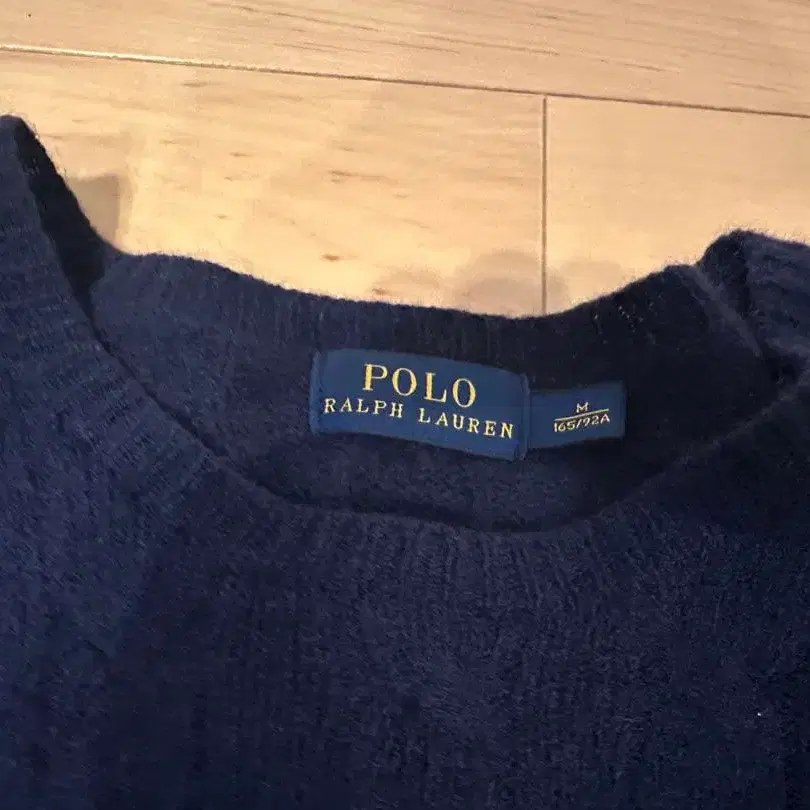 POLO
RALPH LAUREN
M
165/92A